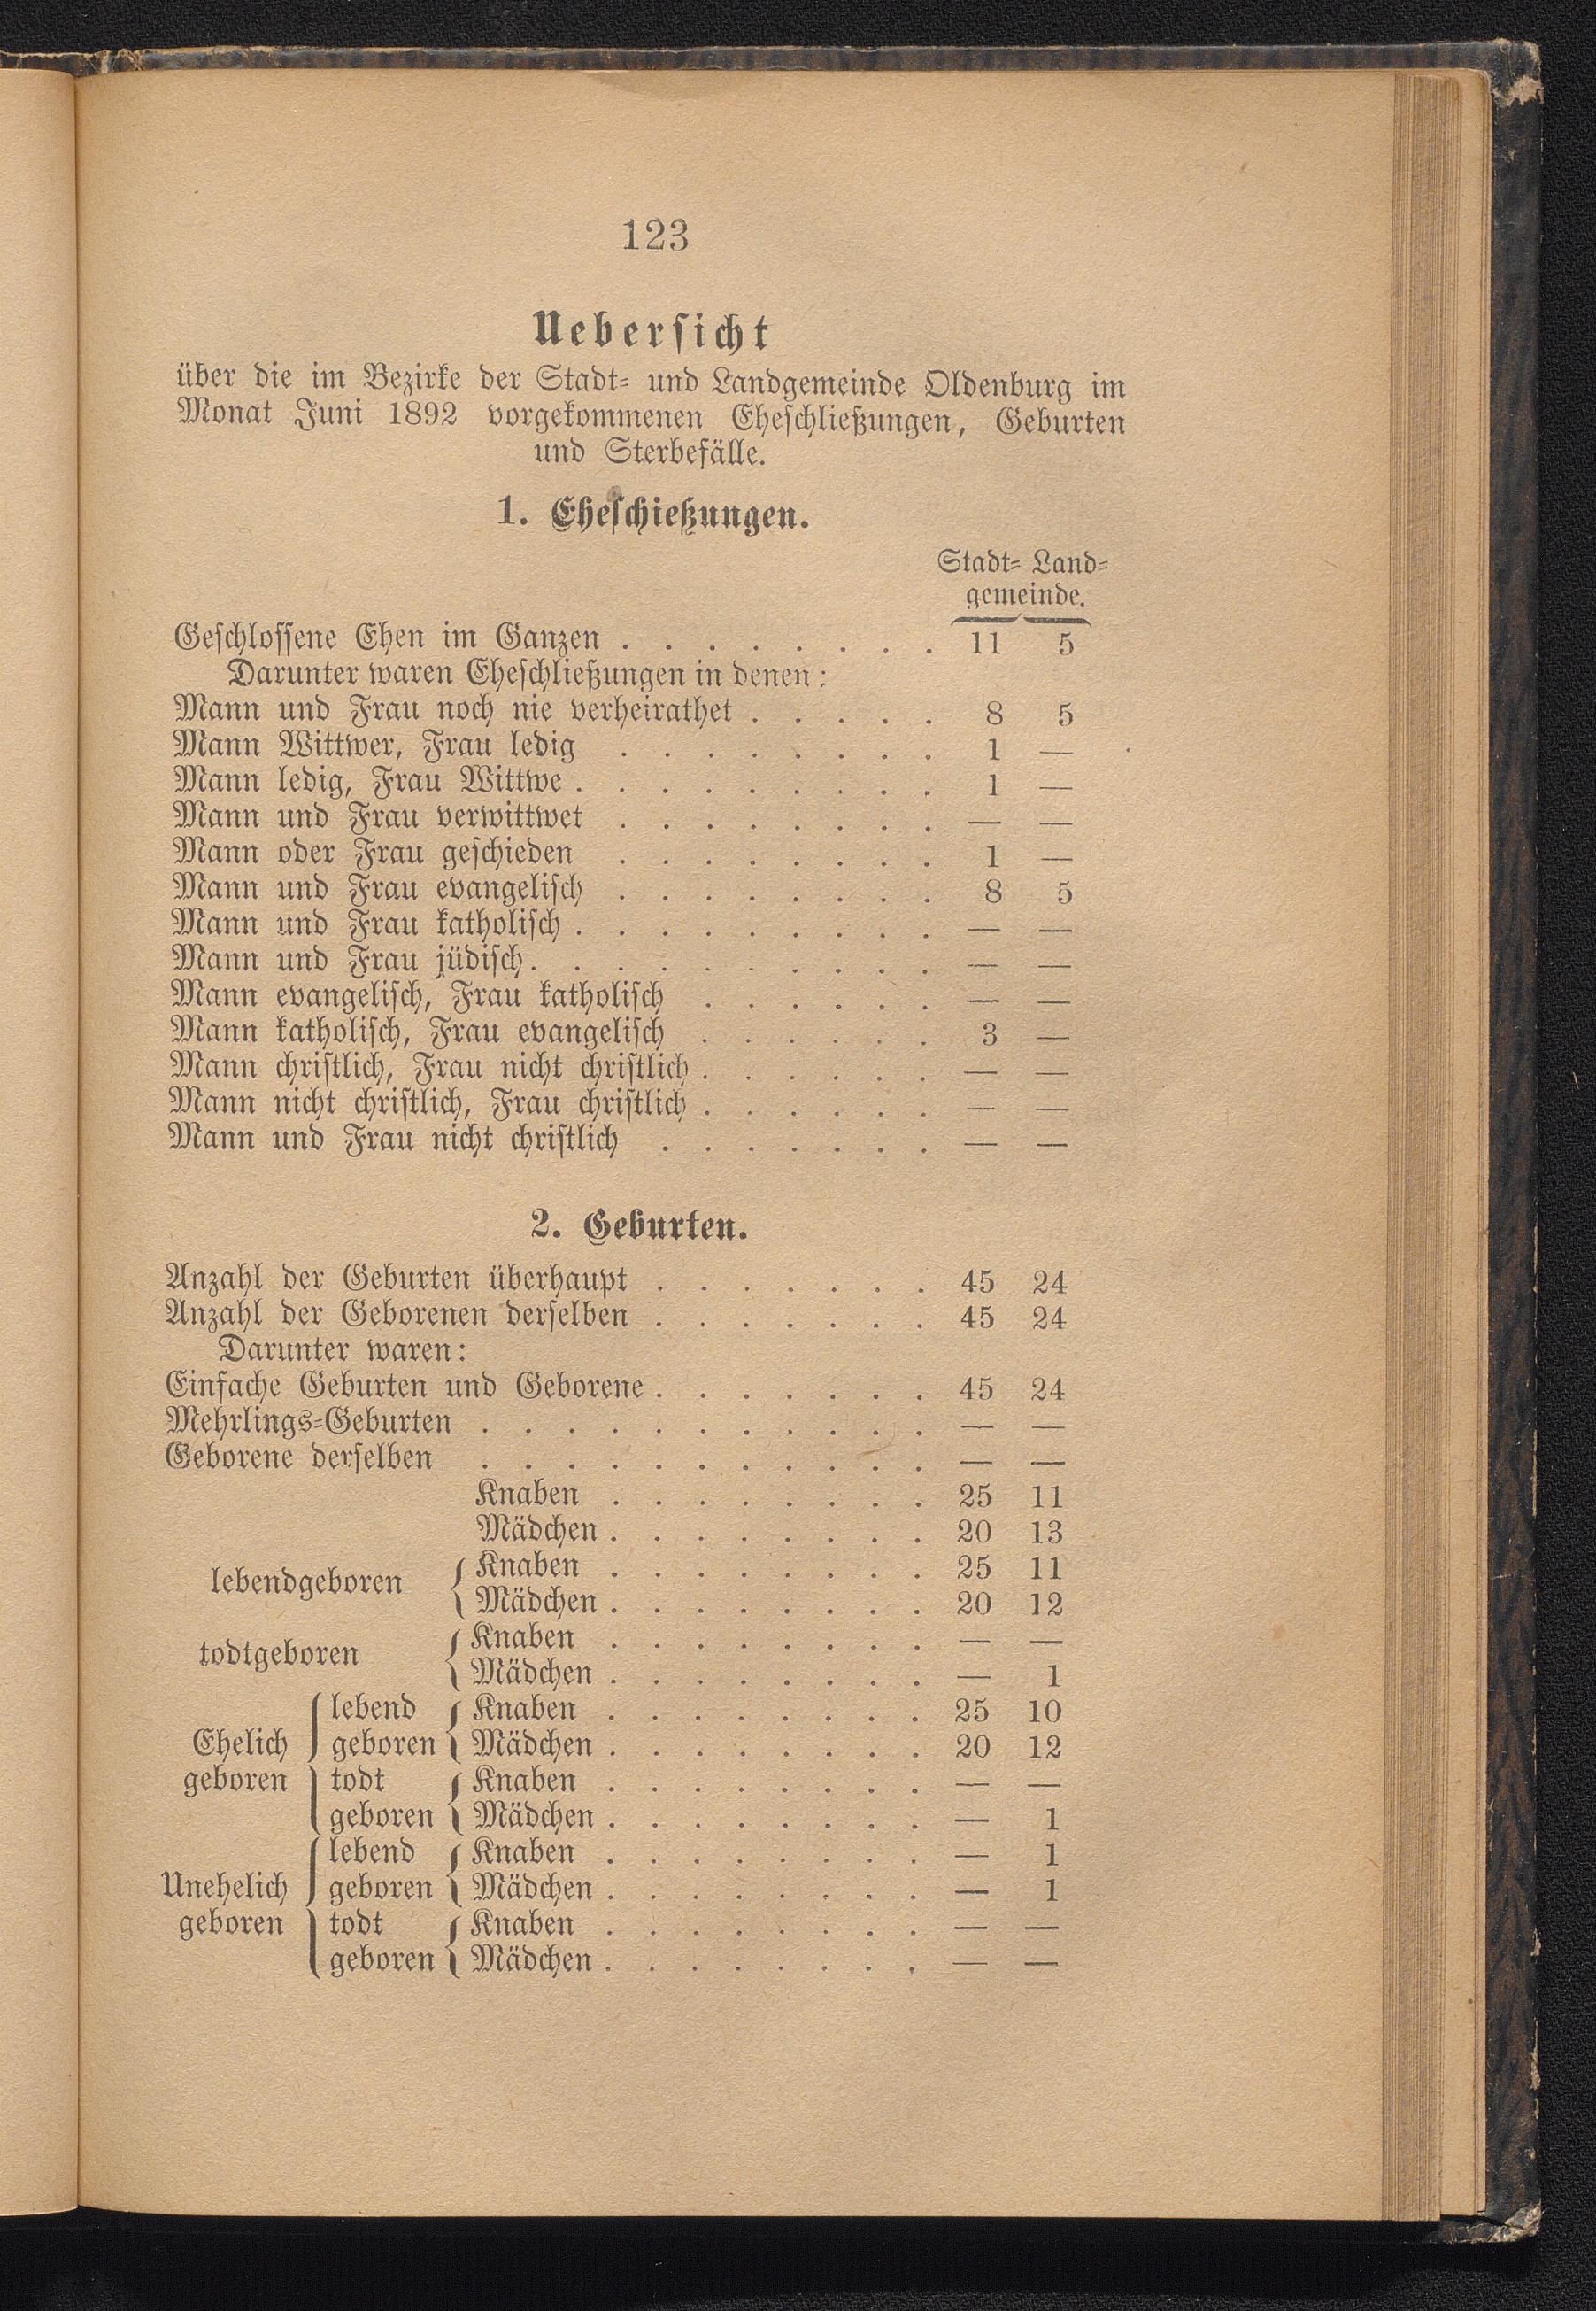 123
Uebersicht
über die im Bezirke der Stadt- und Landgemeinde Oldenburg im
Monat Juni 1892 vorgekommenen Eheschließungen, Geburten
und Sterbefälle.
1. Eheschießungen.
Stadt- Land-
gemeinde.
Geschlossene Ehen im Ganzen . . . . . . . . 11 5
Darunter waren Eheschließungen in denen:
Mann und Frau noch nie verheirathet . . . . . 8 5
Mann Wittwer, Frau ledig . . . . . . . . 1 —
Mann ledig, Frau Wittwe . . . . . . . . . 1 —
Mann und Frau verwittwet . . . . . . . . — —
Mann oder Frau geschieden . . . . . . . . 1 —
Mann und Frau evangelisch . . . . . . . . 8 5
Mann und Frau katholisch . . . . . . . . . — —
Mann und Frau jüdisch . . . . . . . . . . — —
Mann evangelisch, Frau katholisch . . . . . . — —
Mann katholisch, Frau evangelisch . . . . . . 3 —
Mann christlich, Frau nicht christlich . . . . . . — —
Mann nicht christlich, Frau christlich . . . . . . — —
Mann und Frau nicht christlich . . . . . . . — —
2. Geburten.
Anzahl der Geburten überhaupt . . . . . . . 45 24
Anzahl der Geborenen derselben . . . . . . . 45 24
Darunter waren:
Einfache Geburten und Geborene . . . . . . . 45 24
Mehrlings-Geburten . . . . . . . . . . . — —
Geborene derselben . . . . . . . . . . . — —
Knaben . . . . . . . . 25 11
Mädchen . . . . . . . . 20 13
lebendgeboren { Knaben . . . . . . . . 25 11
Mädchen . . . . . . . . 20 12
todtgeboren { Knaben . . . . . . . . — —
Mädchen . . . . . . . . — 1
lebend { Knaben . . . . . . . . 25 10
Ehelich { geboren { Mädchen . . . . . . . . 20 12
geboren { todt { Knaben . . . . . . . . — —
geboren { Mädchen . . . . . . . . — 1
lebend { Knaben . . . . . . . . — 1
Unehelich { geboren { Mädchen . . . . . . . . — 1
geboren { todt { Knaben . . . . . . . . — —
geboren { Mädchen . . . . . . . . — —